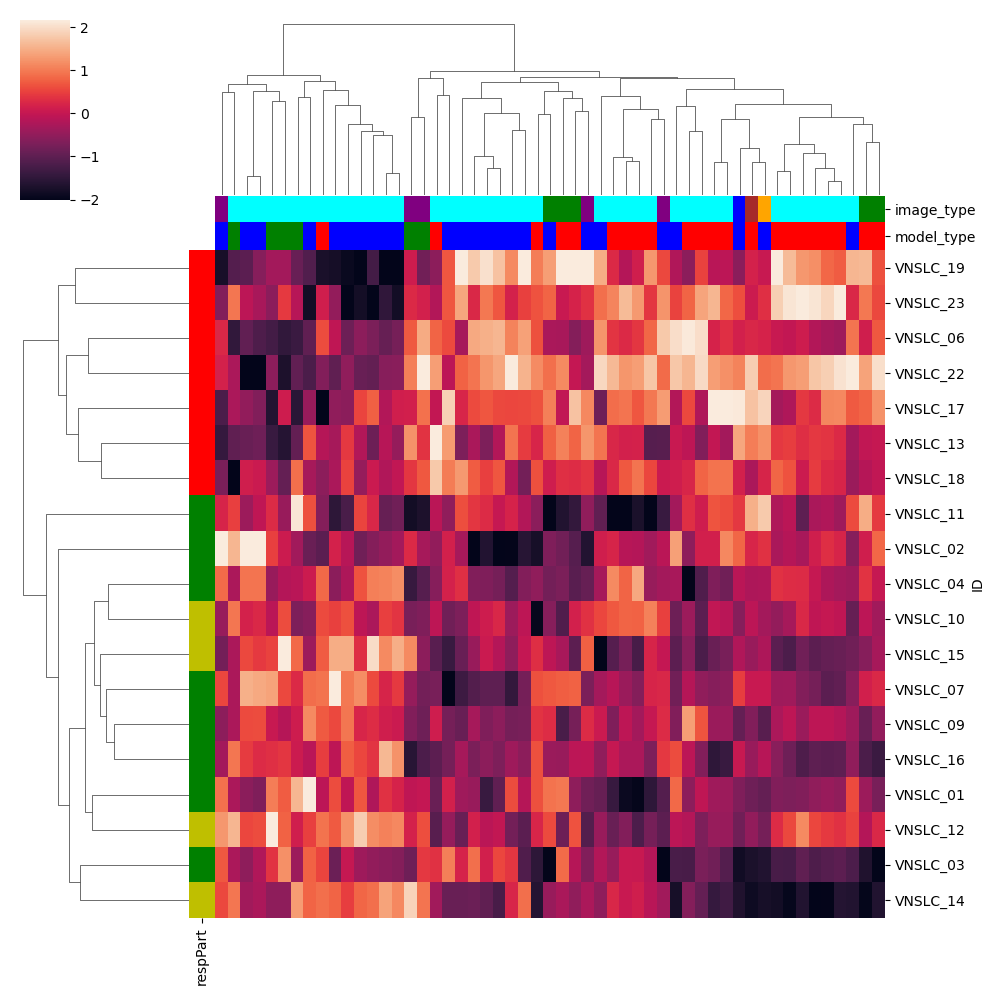 2
1
0
−1
−2
image_type
model_type
VNSLC_19
VNSLC_23
VNSLC_06
VNSLC_22
VNSLC_17
VNSLC_13
VNSLC_18
VNSLC_11
VNSLC_02
VNSLC_04
VNSLC_10
VNSLC_15
VNSLC_07
VNSLC_09
VNSLC_16
VNSLC_01
VNSLC_12
VNSLC_03
VNSLC_14
ID
respPart